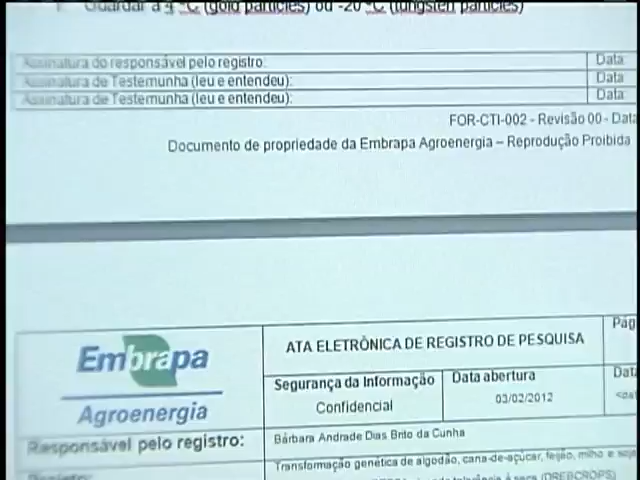 Guardar a 4 °C (gold particles) ou -20 °C (tungsten particles)
Assinatura do responsável pelo registro: Data
Assinatura de Testemunha (leu e entendeu): Data
Assinatura de Testemunha (leu e entendeu): Data
FOR-CTI-002 - Revisão 00 - Data
Documento de propriedade da Embrapa Agroenergia – Reprodução Proibida
Embrapa
Agroenergia
ATA ELETRÔNICA DE REGISTRO DE PESQUISA
Pág
Segurança da Informação
Confidencial
Data abertura
03/02/2012
Data
Responsável pelo registro:
Bárbara Andrade Dias Brito da Cunha
Transformação genética de algodão, cana-de-açúcar, feijão, milho e soja
tolerância à seca (DREBCROPS)